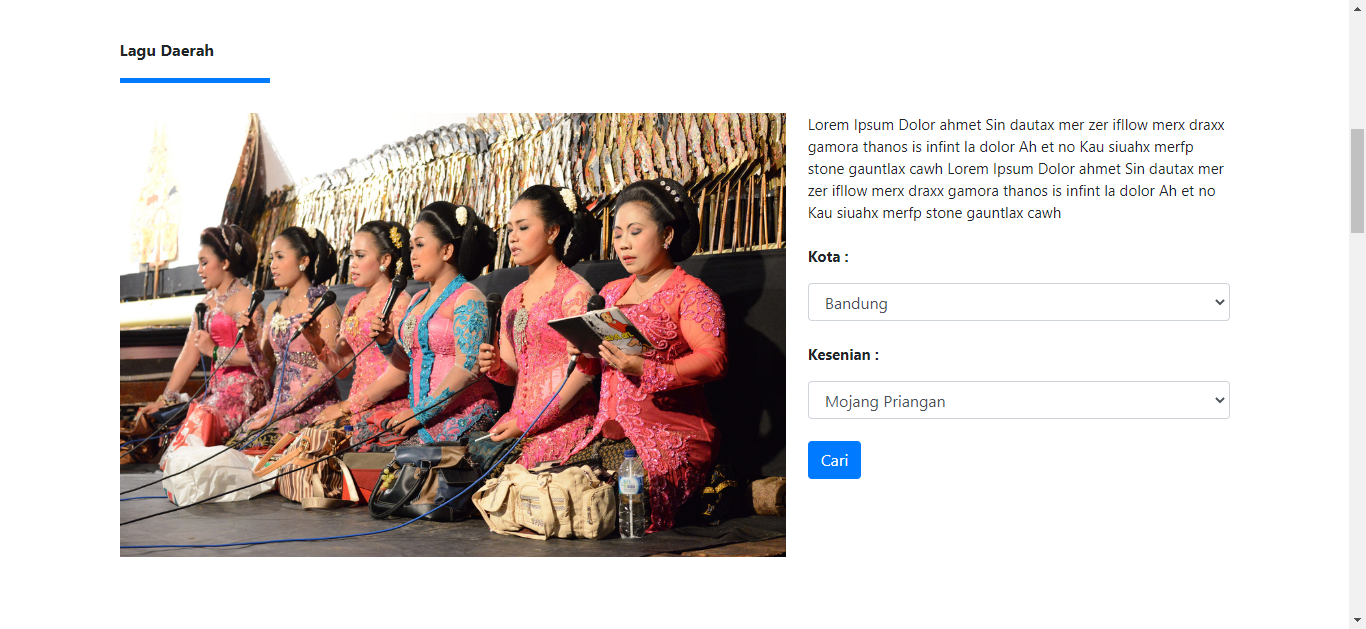 Lagu Daerah
Lorem Ipsum Dolor ahmet Sin dautax mer zer ifllow merx draxx
gamora thanos is infint la dolor Ah et no Kau siuahx merfp
stone gauntlax cawh Lorem Ipsum Dolor ahmet Sin dautax mer
zer ifllow merx draxx gamora thanos is infint la dolor Ah et no
Kau siuahx merfp stone gauntlax cawh
Kota :
Bandung
Kesenian :
Mojang Priangan
Cari